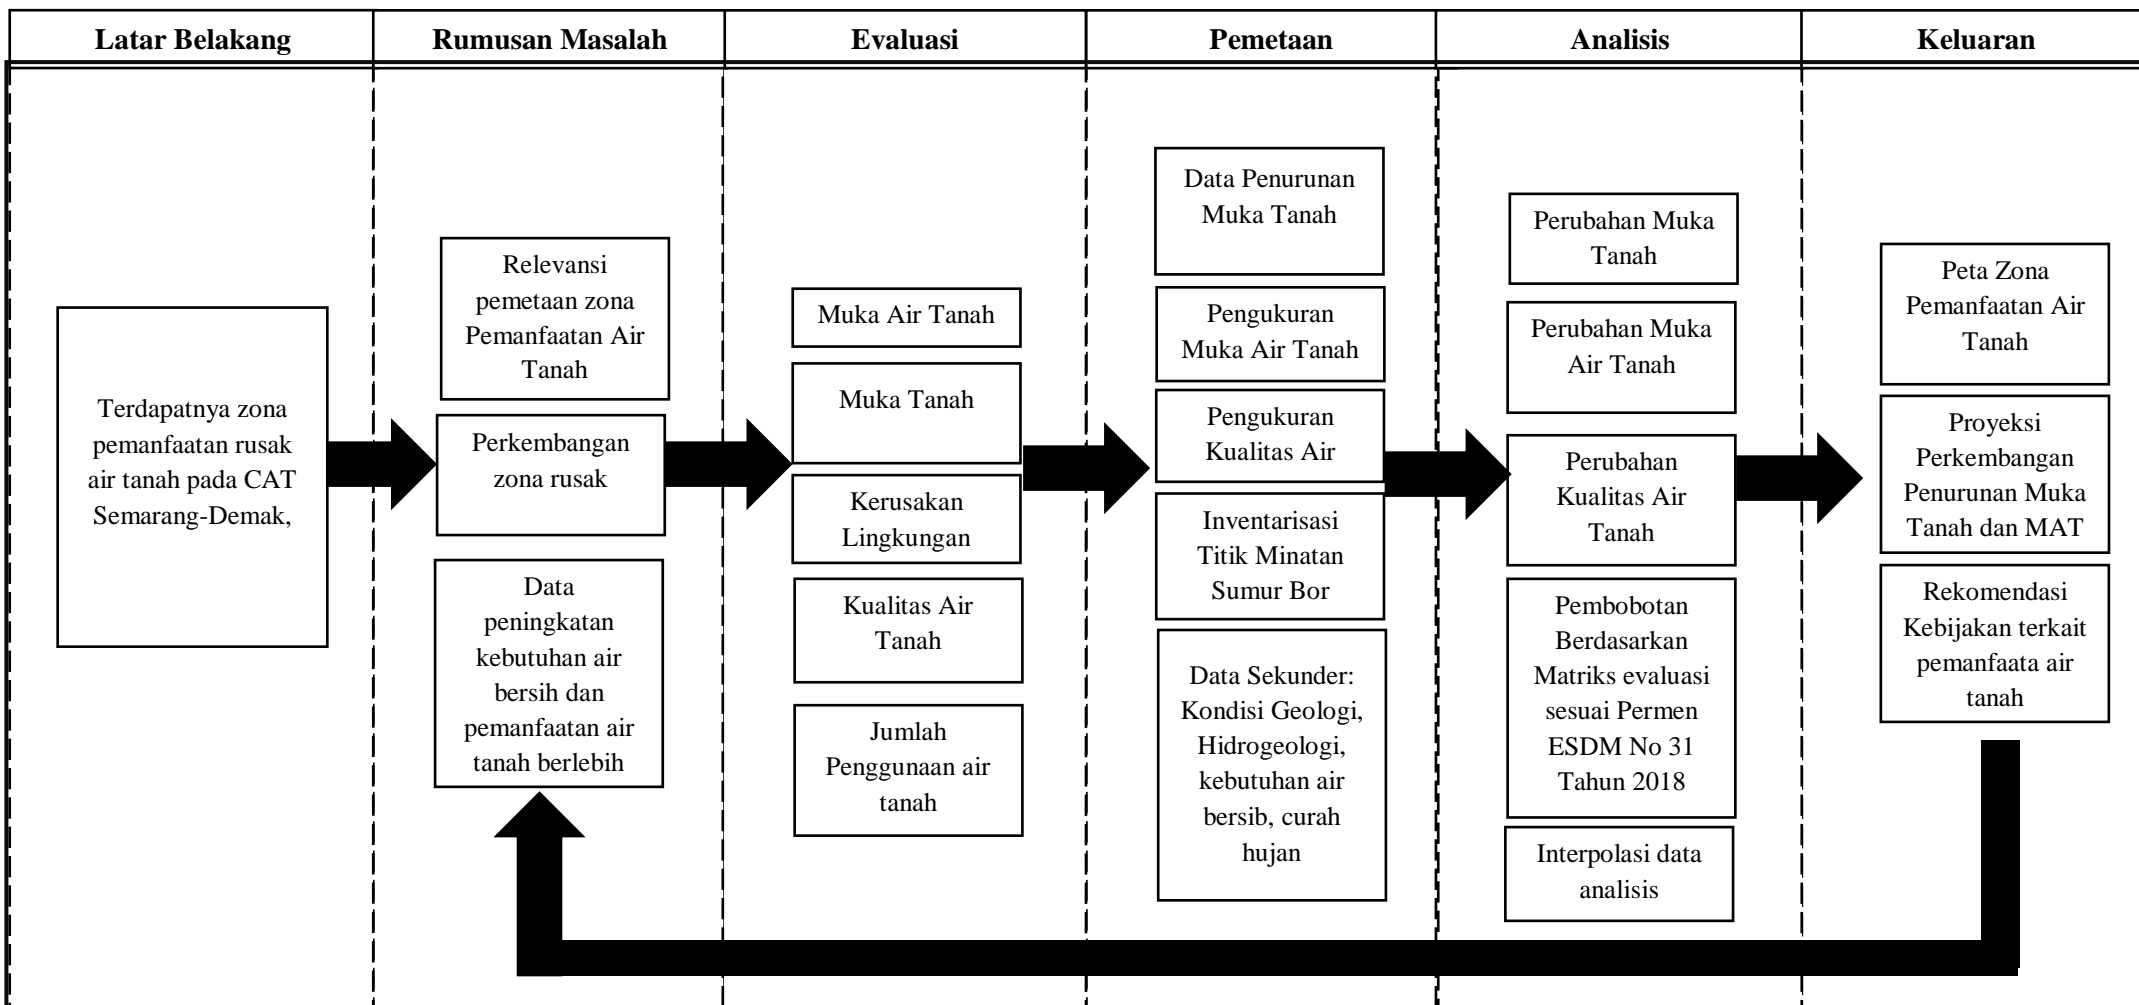 Latar Belakang
Rumusan Masalah
Evaluasi
Pemetaan
Analisis
Keluaran
Terdapatnya zona
pemanfaatan rusak
air tanah pada CAT
Semarang-Demak,
Relevansi
pemetaan zona
Pemanfaatan Air
Tanah
Perkembangan
zona rusak
Data
peningkatan
kebutuhan air
bersih dan
pemanfaatan air
tanah berlebih
Muka Air Tanah
Muka Tanah
Kerusakan
Lingkungan
Kualitas Air
Tanah
Jumlah
Penggunaan air
tanah
Data Penurunan
Muka Tanah
Pengukuran
Muka Air Tanah
Pengukuran
Kualitas Air
Inventarisasi
Titik Minatan
Sumur Bor
Data Sekunder:
Kondisi Geologi,
Hidrogeologi,
kebutuhan air
bersib, curah
hujan
Perubahan Muka
Tanah
Perubahan Muka
Air Tanah
Perubahan
Kualitas Air
Tanah
Pembobotan
Berdasarkan
Matriks evaluasi
sesuai Permen
ESDM No 31
Tahun 2018
Interpolasi data
analisis
Peta Zona
Pemanfaatan Air
Tanah
Proyeksi
Perkembangan
Penurunan Muka
Tanah dan MAT
Rekomendasi
Kebijakan terkait
pemanfaata air
tanah